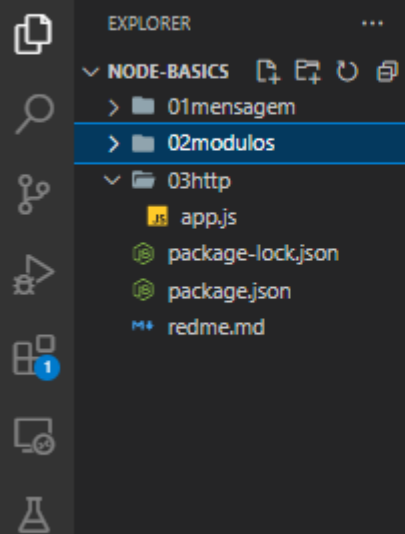 EXPLORER
NODE-BASICS
01mensagem
02modulos
03http
JS app.js
package-lock.json
package.json
redme.md
1